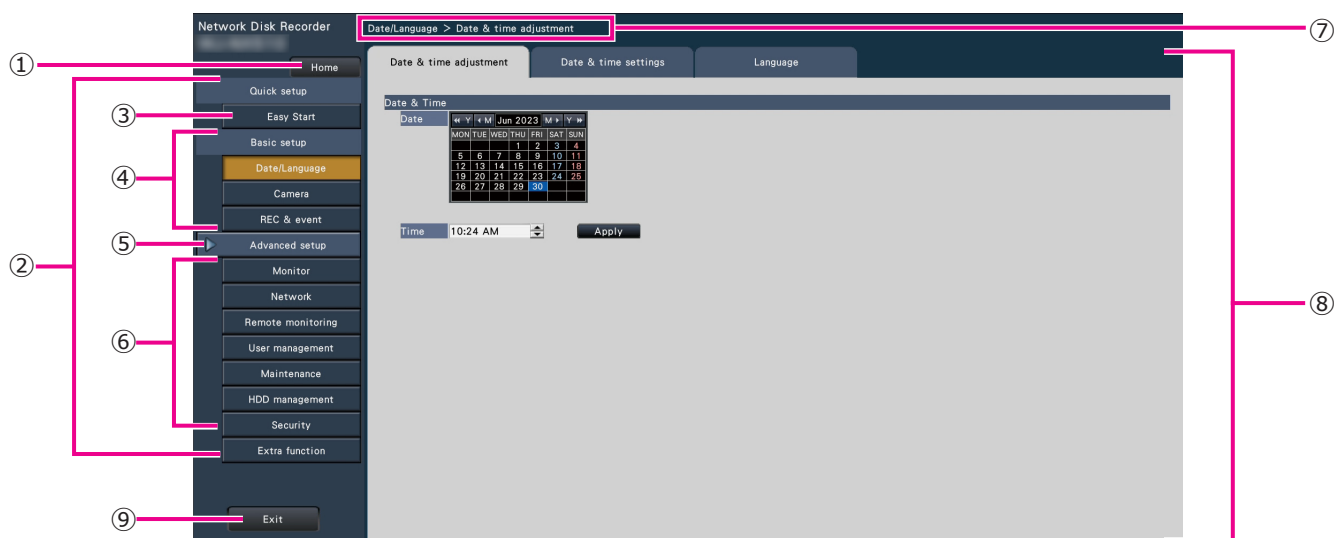 Network Disk Recorder
Date/Language > Date & time adjustment
⑦
①
Home
Date & time adjustment
Date & time settings
Language
②
Quick setup
③
Easy Start
④
Basic setup
Date/Language
Camera
REC & event
⑤
Advanced setup
⑥
Monitor
Network
Remote monitoring
User management
Maintenance
HDD management
Security
Extra function
⑨
Exit
Date & Time
Date
Y M Jun 2023 M Y
MON TUE WED THU FRI SAT SUN
1 2 3 4
5 6 7 8 9 10 11
12 13 14 15 16 17 18
19 20 21 22 23 24 25
26 27 28 29 30
Time 10:24 AM Apply
⑧